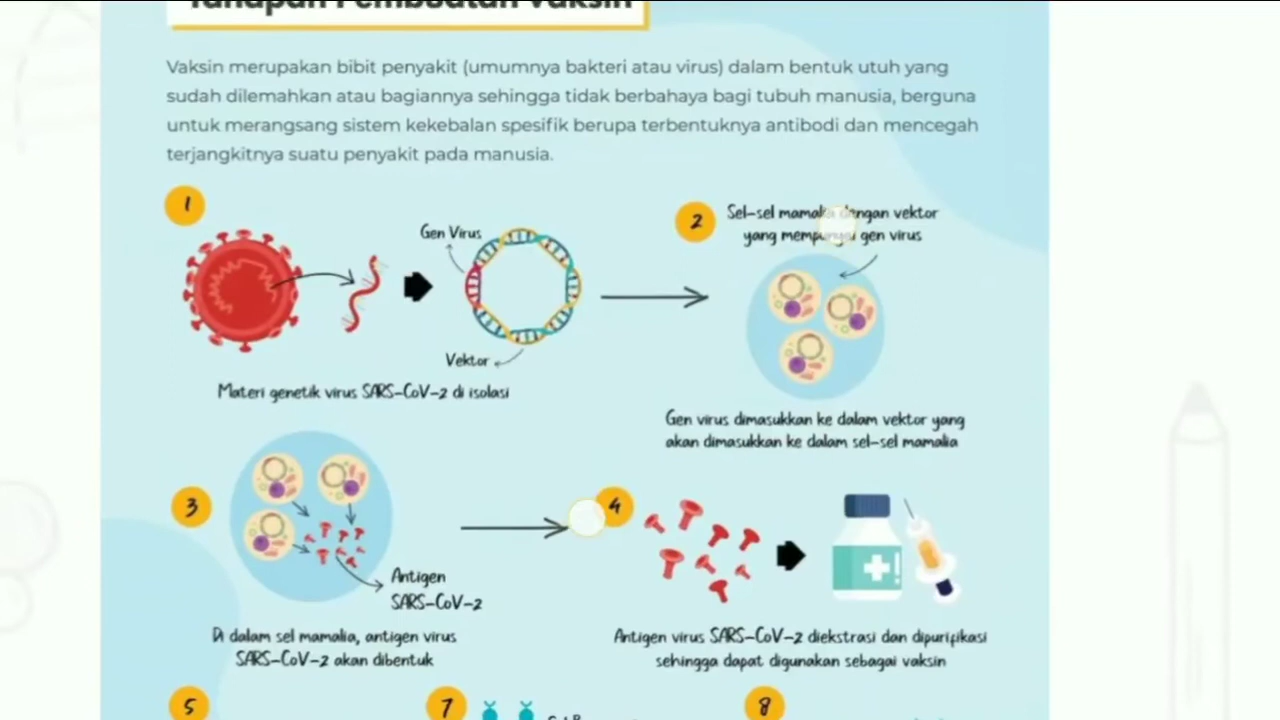 Tahapan Pembuatan Vaksin
Vaksin merupakan bibit penyakit (umumnya bakteri atau virus) dalam bentuk utuh yang
sudah dilemahkan atau bagiannya sehingga tidak berbahaya bagi tubuh manusia, berguna
untuk merangsang sistem kekebalan spesifik berupa terbentuknya antibodi dan mencegah
terjangkitnya suatu penyakit pada manusia.
1
Gen Virus
Vektor
Materi genetik virus SARS-CoV-2 di isolasi
2
Sel-sel mamalia dengan vektor
yang mempunyai gen virus
Gen virus dimasukkan ke dalam vektor yang
akan dimasukkan ke dalam sel-sel mamalia
3
Antigen
SARS-CoV-2
Di dalam sel mamalia, antigen virus
SARS-CoV-2 akan dibentuk
4
Antigen virus SARS-CoV-2 diekstrasi dan dipurifikasi
sehingga dapat digunakan sebagai vaksin
5
7
8